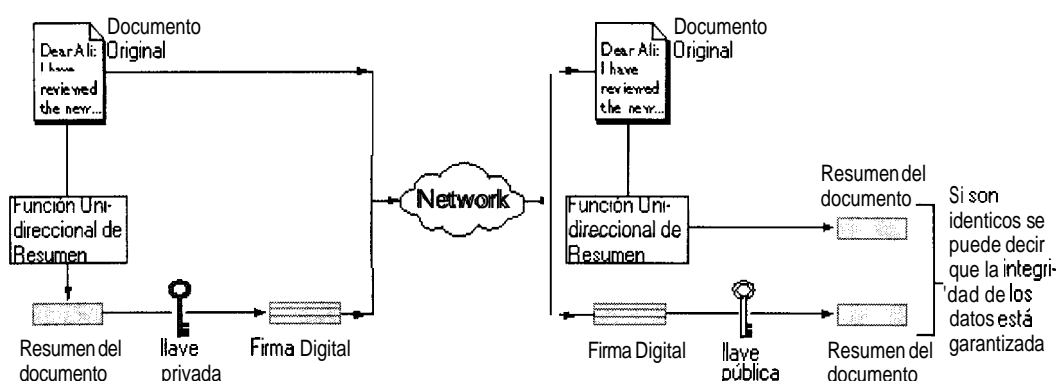 Documento
Original
Dear Ali:
I have
reviewed
the new...
Función Uni-
direccional de
Resumen
Resumen del
documento
llave
privada
Firma Digital
Network
Documento
Original
Dear Ali:
I have
reviewed
the new...
Función Uni-
direccional de
Resumen
Firma Digital
llave
pública
Resumen del
documento
Resumen del
documento
Si son
identicos se
puede decir
que la integri-
dad de los
datos está
garantizada